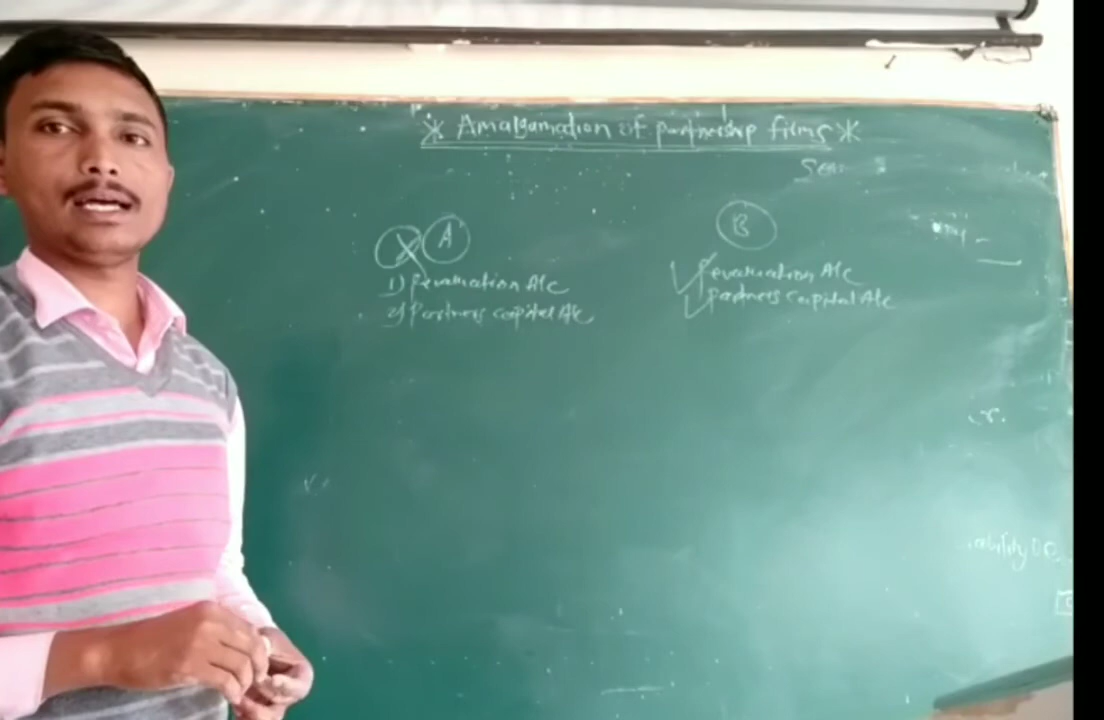 * Amalgamation of partnership firms *
A
1) Revaluation A/c
2) Partners capital A/c
B
Revaluation A/c
Partners capital A/c